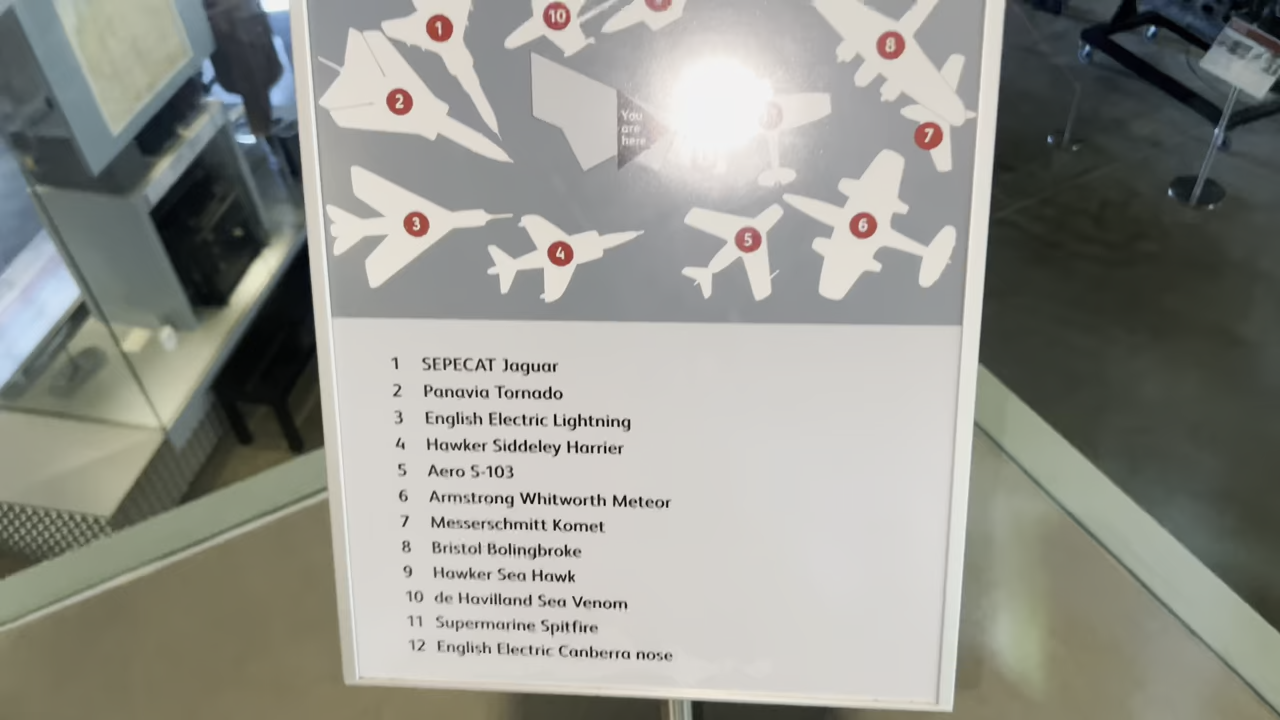 1
10
9
8
2
You
are
here
11
7
3
4
5
6
1 SEPECAT Jaguar
2 Panavia Tornado
3 English Electric Lightning
4 Hawker Siddeley Harrier
5 Aero S-103
6 Armstrong Whitworth Meteor
7 Messerschmitt Komet
8 Bristol Bolingbroke
9 Hawker Sea Hawk
10 de Havilland Sea Venom
11 Supermarine Spitfire
12 English Electric Canberra nose